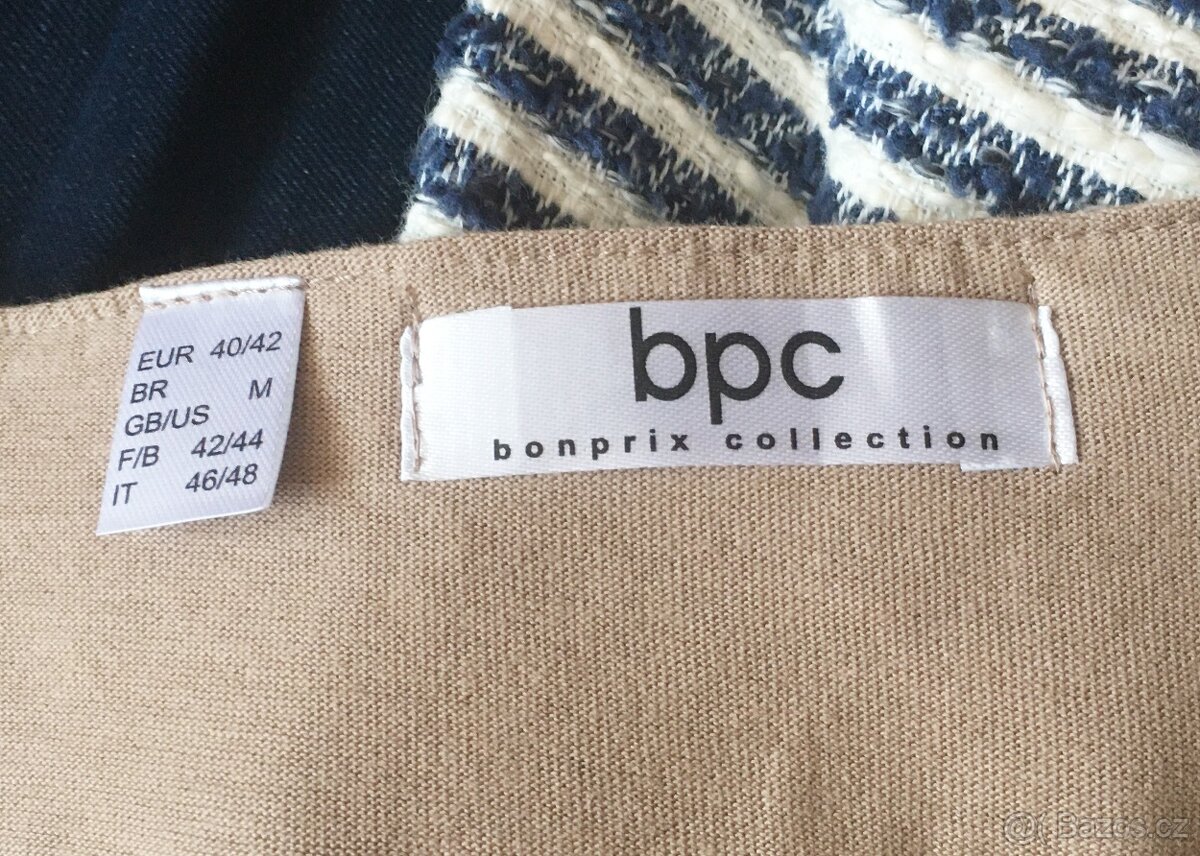 EUR 40/42
BR M
GB/US
F/B 42/44
IT 46/48
bpc
bonprix collection
Bazos.cz